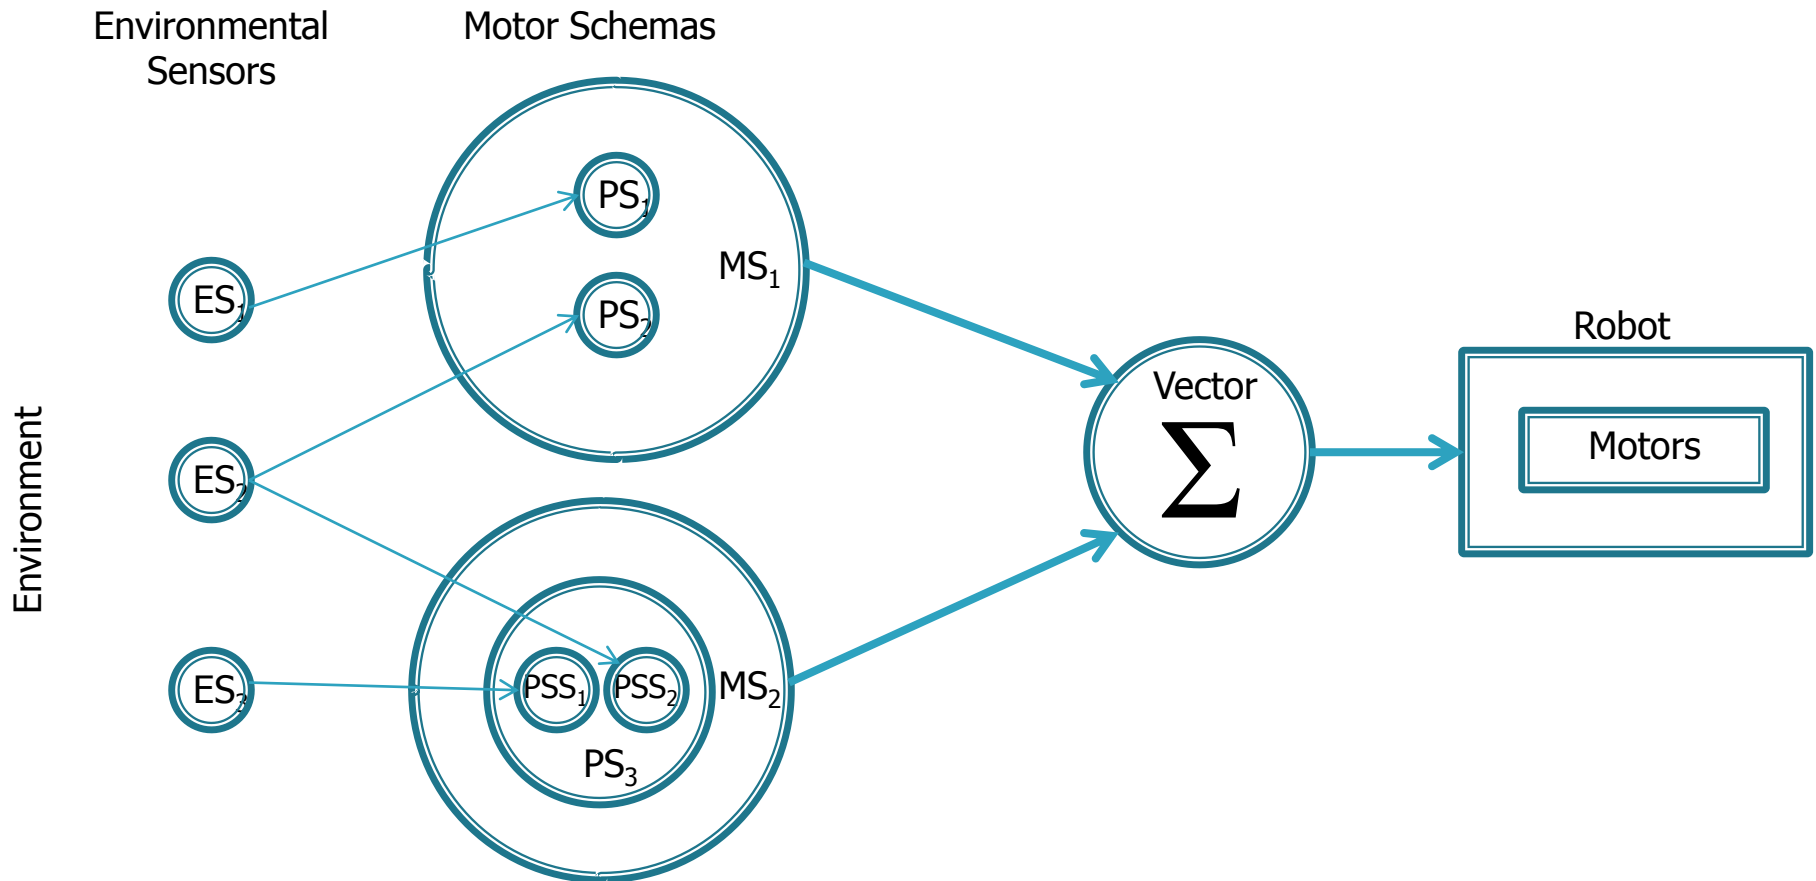 Environmental
Sensors
Motor Schemas
Environment
ES1
ES2
ES3
PS1
PS2
MS1
PSS1
PSS2
PS3
MS2
Vector
Σ
Robot
Motors